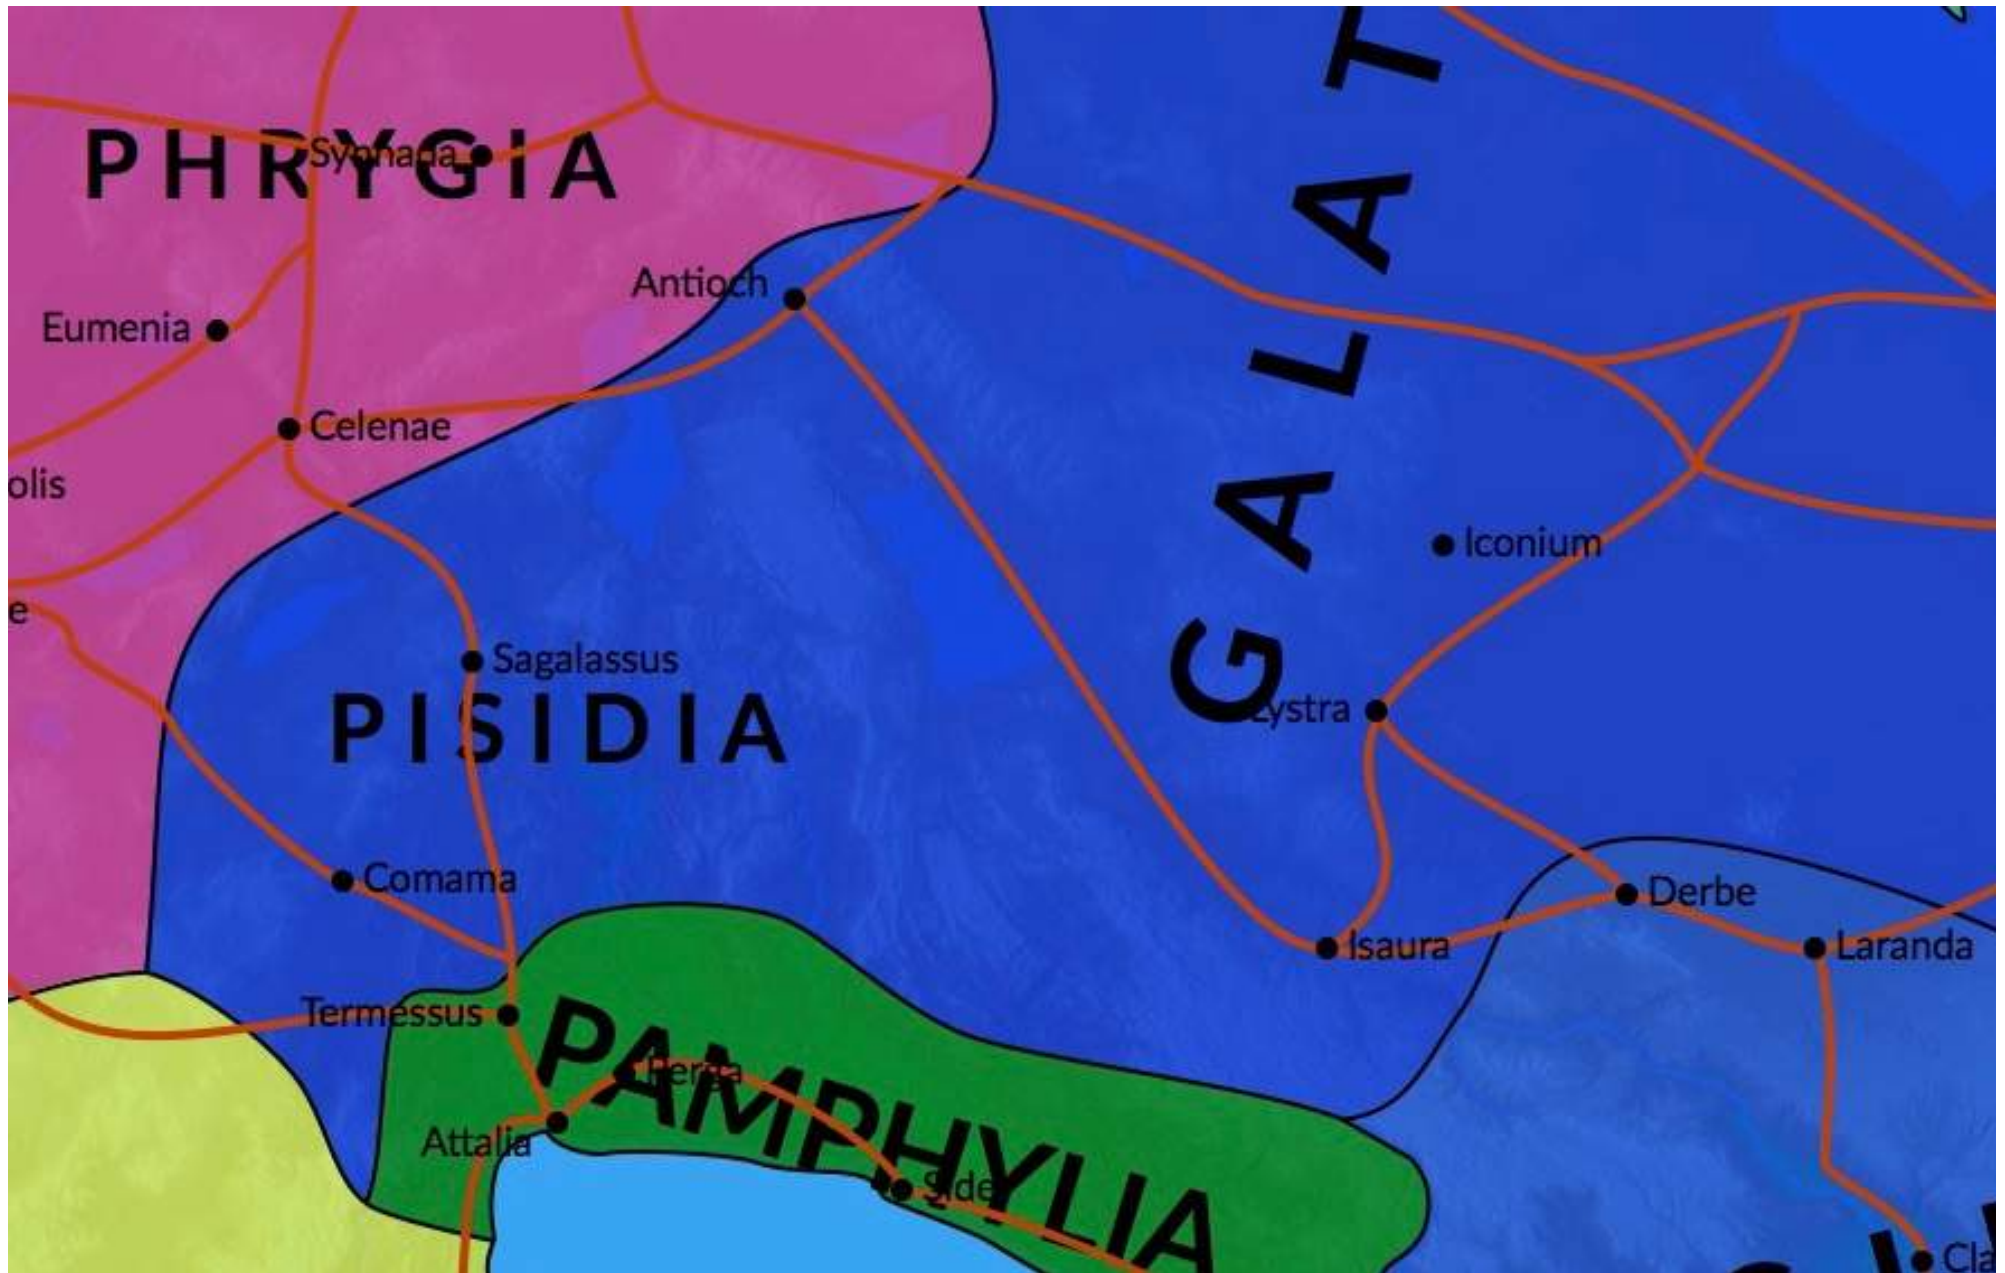 PHRYGIA
Synnada
GALAT
Antioch
Eumenia
Celenae
olis
Iconium
e
Sagalassus
PISIDIA
Lystra
Comama
Derbe
Isaura
Laranda
Termessus
PAMPHYLIA
Perga
Attalia
Side
Cla